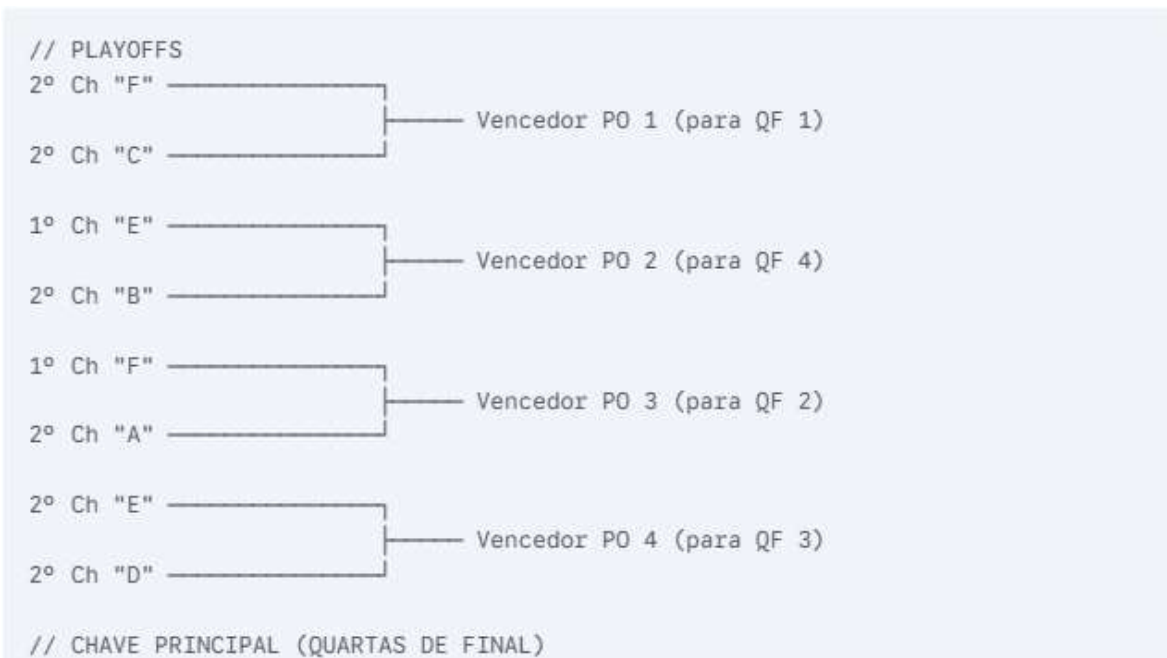 // PLAYOFFS
2º Ch "F"
Vencedor PO 1 (para QF 1)
2º Ch "C"
1º Ch "E"
Vencedor PO 2 (para QF 4)
2º Ch "B"
1º Ch "F"
Vencedor PO 3 (para QF 2)
2º Ch "A"
2º Ch "E"
Vencedor PO 4 (para QF 3)
2º Ch "D"
// CHAVE PRINCIPAL (QUARTAS DE FINAL)